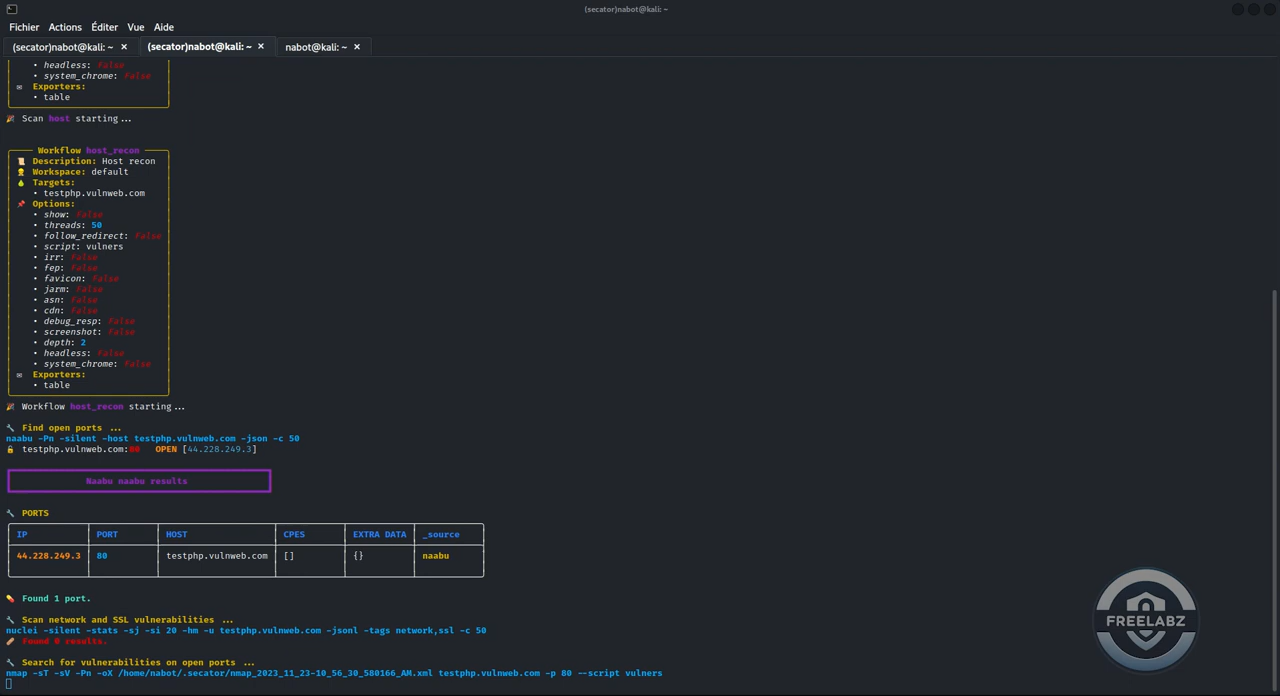 (secator)nabot@kali: ~
Fichier Actions Éditer Vue Aide
(secator)nabot@kali: ~ × (secator)nabot@kali: ~ × nabot@kali: ~ ×
• headless: False
• system_chrome: False
Exporters:
• table
Scan host starting...
Workflow host_recon
Description: Host recon
Workspace: default
Targets:
• testphp.vulnweb.com
Options:
• show: False
• threads: 50
• follow_redirect: False
• script: vulners
• irr: False
• fep: False
• favicon: False
• jarm: False
• asn: False
• cdn: False
• debug_resp: False
• screenshot: False
• depth: 2
• headless: False
• system_chrome: False
Exporters:
• table
Workflow host_recon starting...
Find open ports ...
naabu -Pn -silent -host testphp.vulnweb.com -json -c 50
testphp.vulnweb.com:80 OPEN [44.228.249.3]
Naabu naabu results
PORTS
IP PORT HOST CPES EXTRA DATA _source
44.228.249.3 80 testphp.vulnweb.com [] {} naabu
Found 1 port.
Scan network and SSL vulnerabilities ...
nuclei -silent -stats -sj -si 20 -hm -u testphp.vulnweb.com -jsonl -tags network,ssl -c 50
Found 0 results.
Search for vulnerabilities on open ports ...
nmap -sT -sV -Pn -oX /home/nabot/.secator/nmap_2023_11_23-10_56_30_580166_AM.xml testphp.vulnweb.com -p 80 --script vulners
FREELABZ